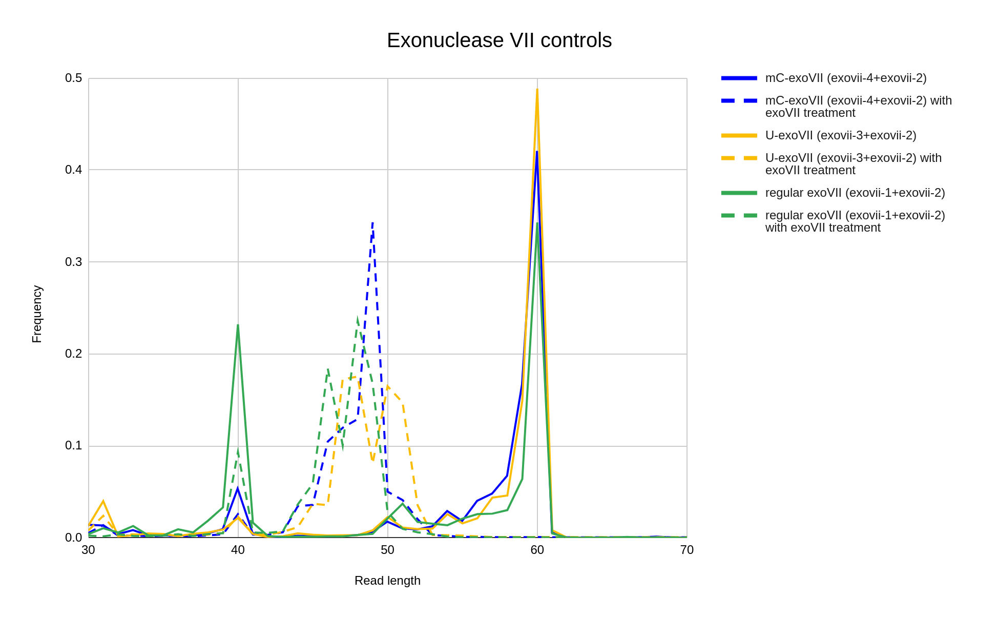 Exonuclease VII controls
0.5
0.4
0.3
0.2
0.1
0.0
Frequency
30
40
50
60
70
Read length
mC-exoVII (exovii-4+exovii-2)
mC-exoVII (exovii-4+exovii-2) with
exoVII treatment
U-exoVII (exovii-3+exovii-2)
U-exoVII (exovii-3+exovii-2) with
exoVII treatment
regular exoVII (exovii-1+exovii-2)
regular exoVII (exovii-1+exovii-2)
with exoVII treatment